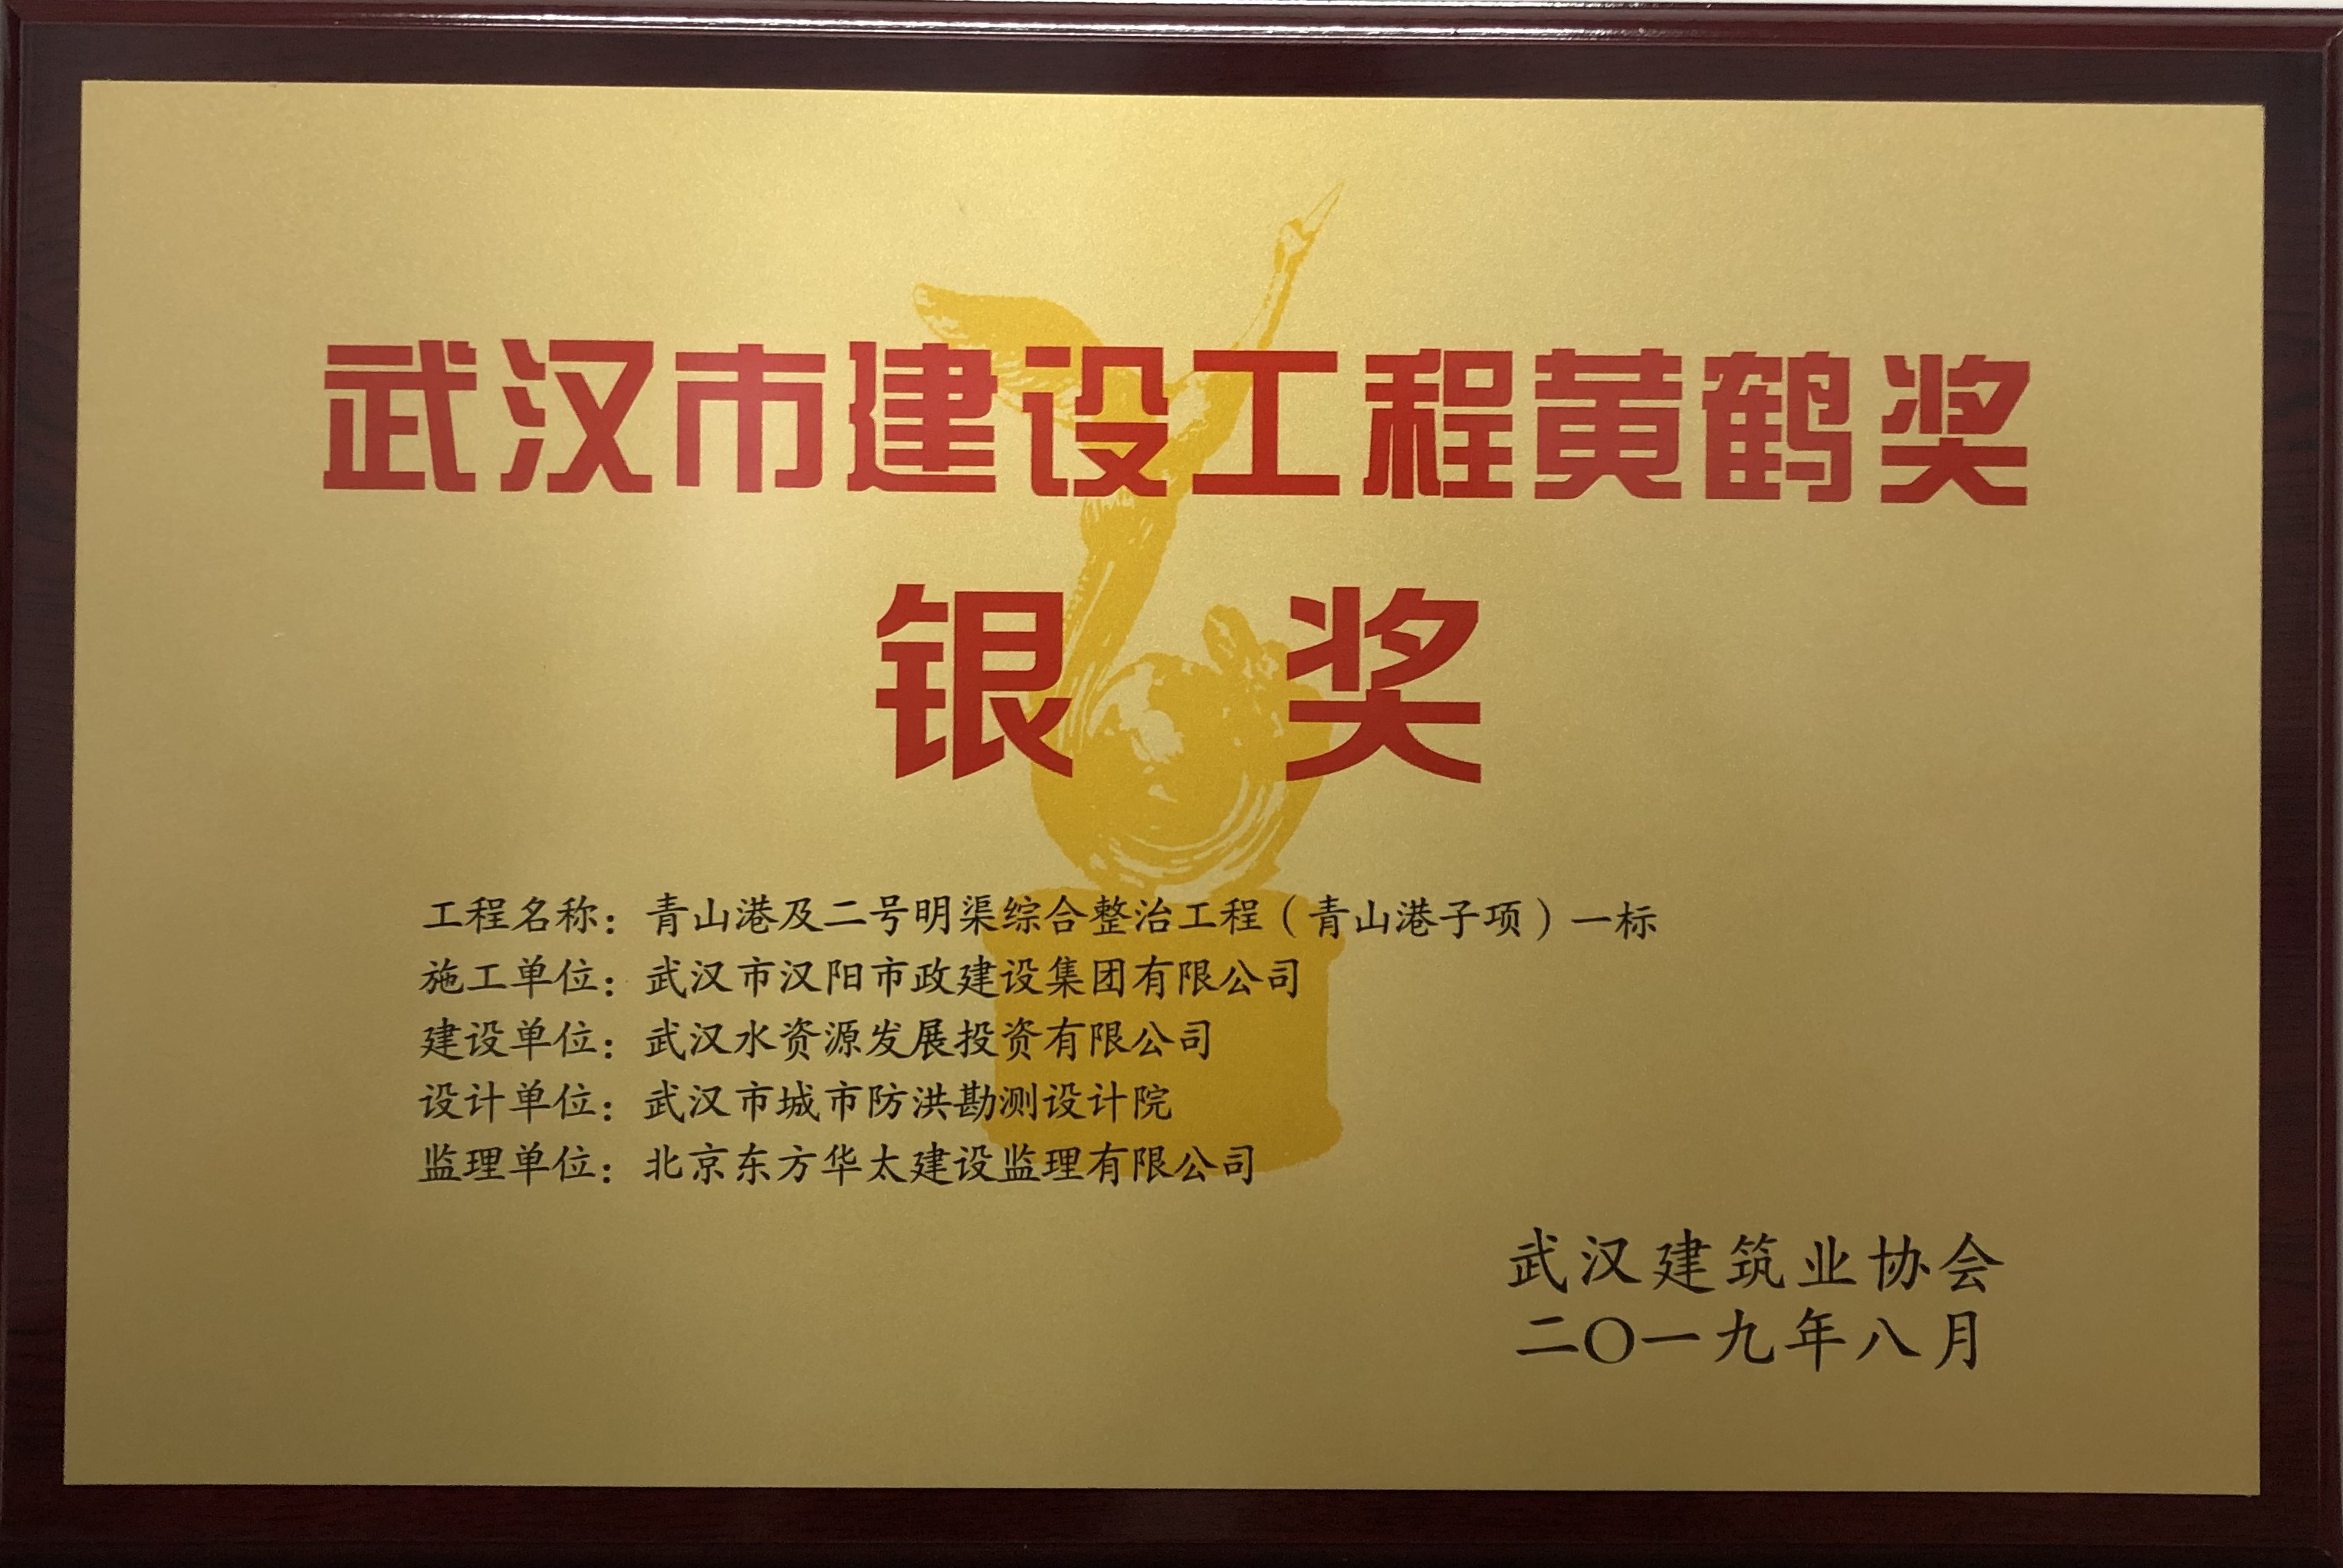 武汉市建设工程黄鹤奖
银 奖
工程名称：青山港及二号明渠综合整治工程（青山港子项）一标
施工单位：武汉市汉阳市政建设集团有限公司
建设单位：武汉水资源发展投资有限公司
设计单位：武汉市城市防洪勘测设计院
监理单位：北京东方华太建设监理有限公司
武汉建筑业协会
二〇一九年八月